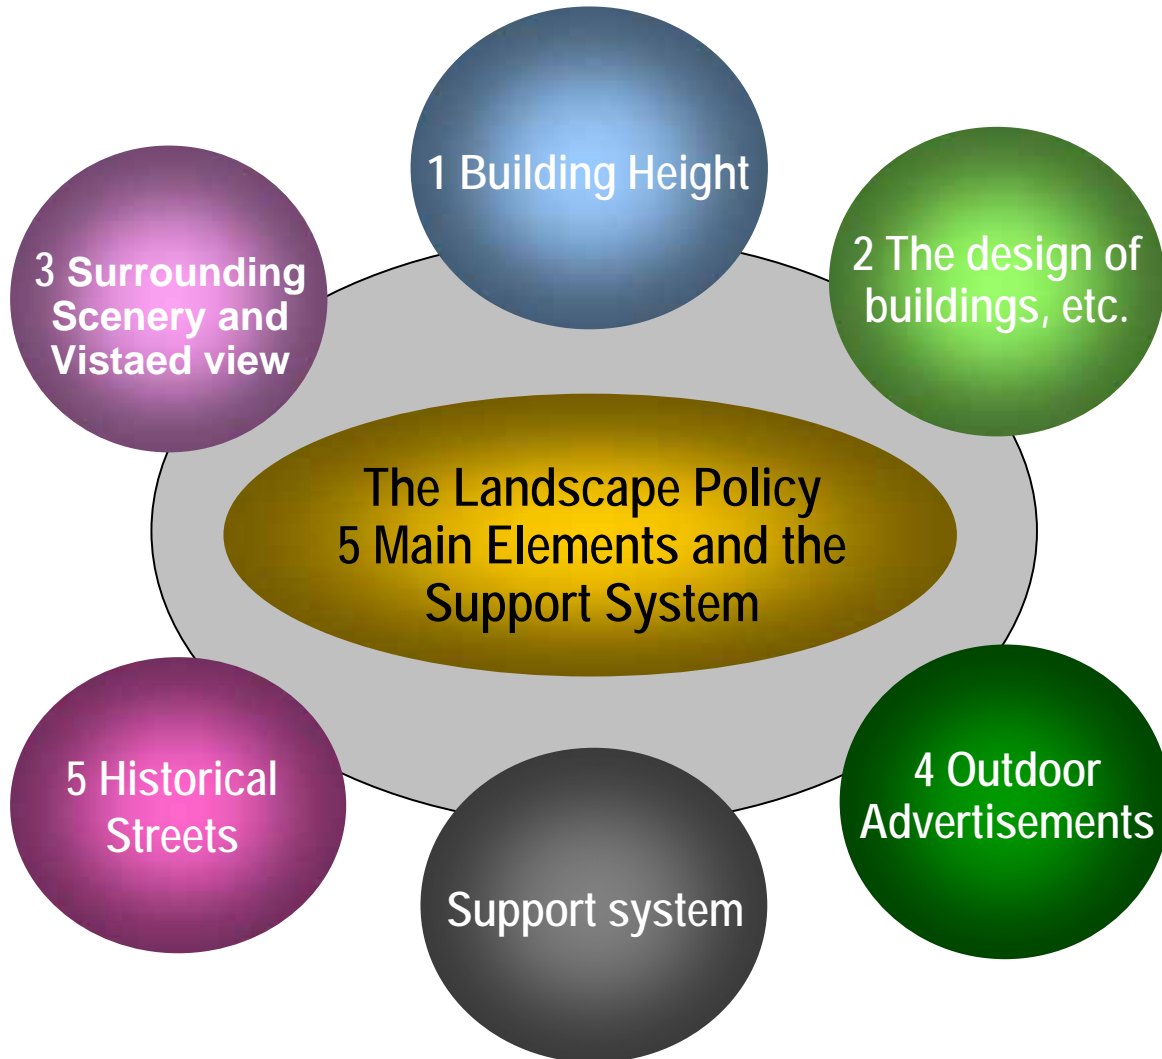 1 Building Height
2 The design of
buildings, etc.
3 Surrounding
Scenery and
Vistaed view
The Landscape Policy
5 Main Elements and the
Support System
4 Outdoor
Advertisements
5 Historical
Streets
Support system